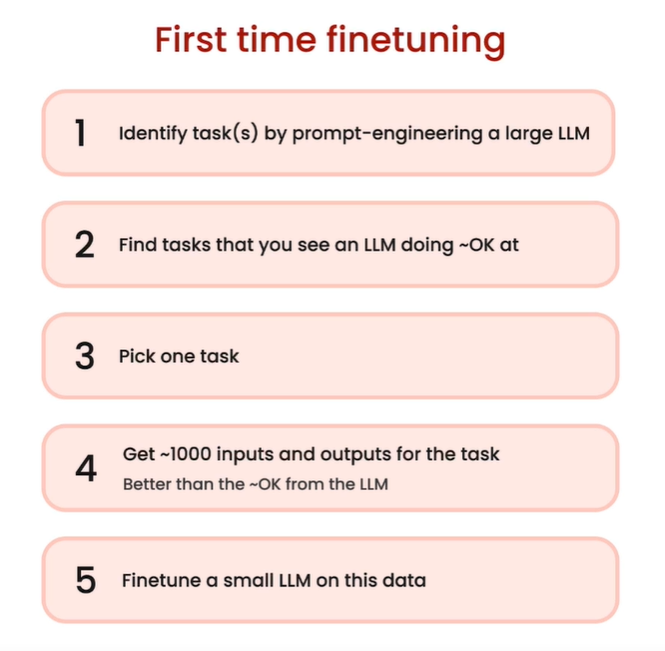 First time finetuning
1 Identify task(s) by prompt-engineering a large LLM
2 Find tasks that you see an LLM doing ~OK at
3 Pick one task
4 Get ~1000 inputs and outputs for the task
Better than the ~OK from the LLM
5 Finetune a small LLM on this data